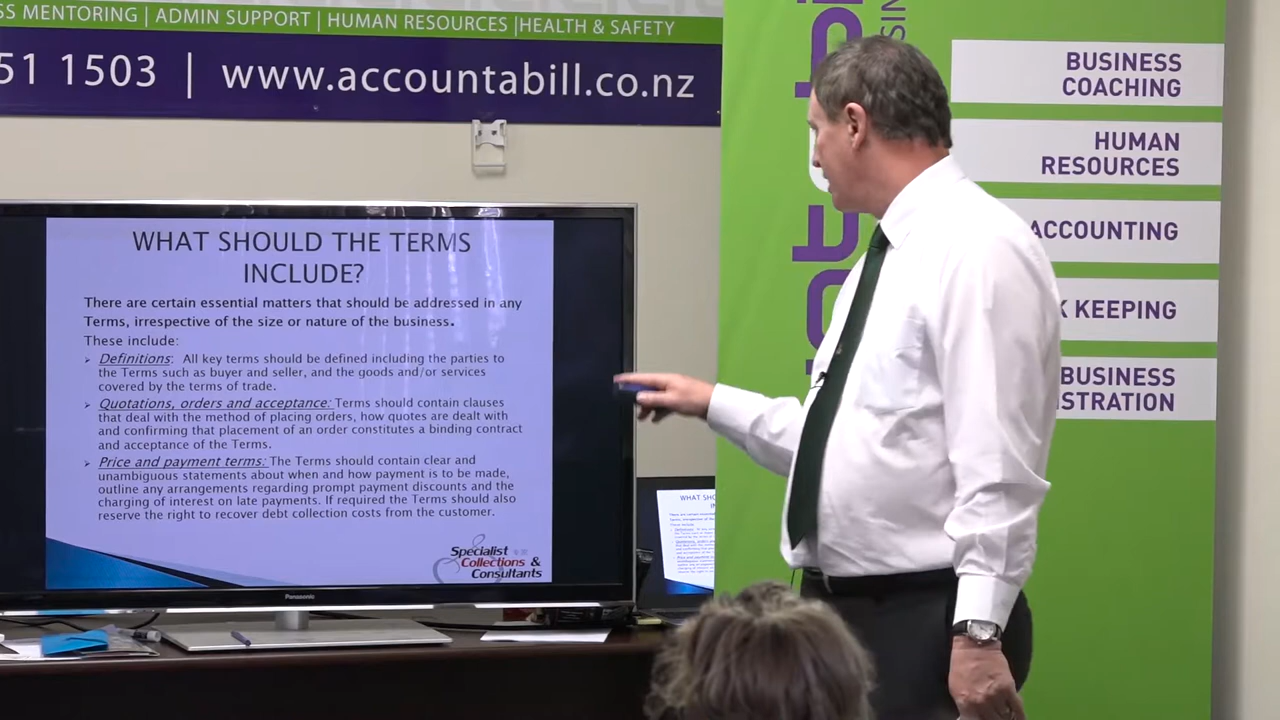 SS MENTORING | ADMIN SUPPORT | HUMAN RESOURCES |HEALTH & SAFETY
51 1503 | www.accountabill.co.nz
BUSINESS
COACHING
HUMAN
RESOURCES
ACCOUNTING
KEEPING
BUSINESS
STRATION
WHAT SHOULD THE TERMS
INCLUDE?
There are certain essential matters that should be addressed in any
Terms, irrespective of the size or nature of the business.
These include:
➢ Definitions: All key terms should be defined including the parties to
the Terms such as buyer and seller, and the goods and/or services
covered by the terms of trade.
➢ Quotations, orders and acceptance: Terms should contain clauses
that deal with the method of placing orders, how quotes are dealt with
and confirming that placement of an order constitutes a binding contract
and acceptance of the Terms.
➢ Price and payment terms: The Terms should contain clear and
unambiguous statements about when and how payment is to be made,
outline any arrangements regarding prompt payment discounts and the
charging of interest on late payments. If required the Terms should also
reserve the right to recover debt collection costs from the customer.
Specialist
Collections &
Consultants
Panasonic
WHAT SHO